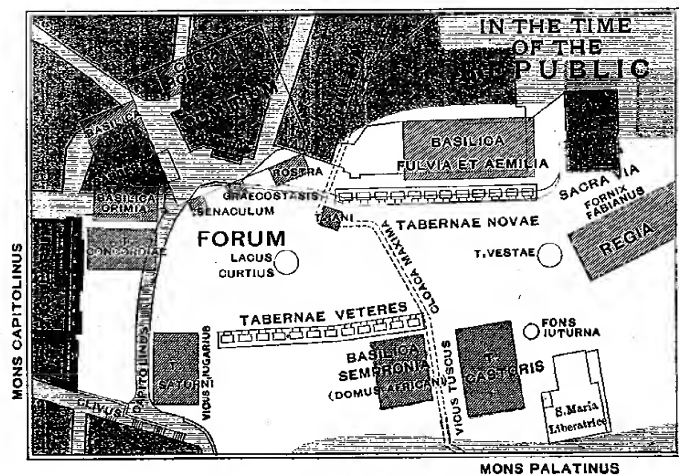 IN THE TIME
OF THE
REPUBLIC
BASILICA
FULVIA ET AEMILIA
ROSTRA
GRAECOSTASIS
SENACULUM
BASILICA
OPIMIA
T.
CONCORDIAE
T. IANI
TABERNAE NOVAE
SACRA VIA
FORNIX
FABIANUS
REGIA
FORUM
LACUS
CURTIUS
CLOACA MAXIMA
T. VESTAE
MONS CAPITOLINUS
CLIVUS
CAPITOLINUS
T.
SATURNI
VICUS IUGARIUS
TABERNAE VETERES
BASILICA
SEMPRONIA
(DOMUS AFRICANI)
VICUS TUSCUS
T.
CASTORIS
FONS
IUTURNA
S. Maria
Liberatrice
MONS PALATINUS